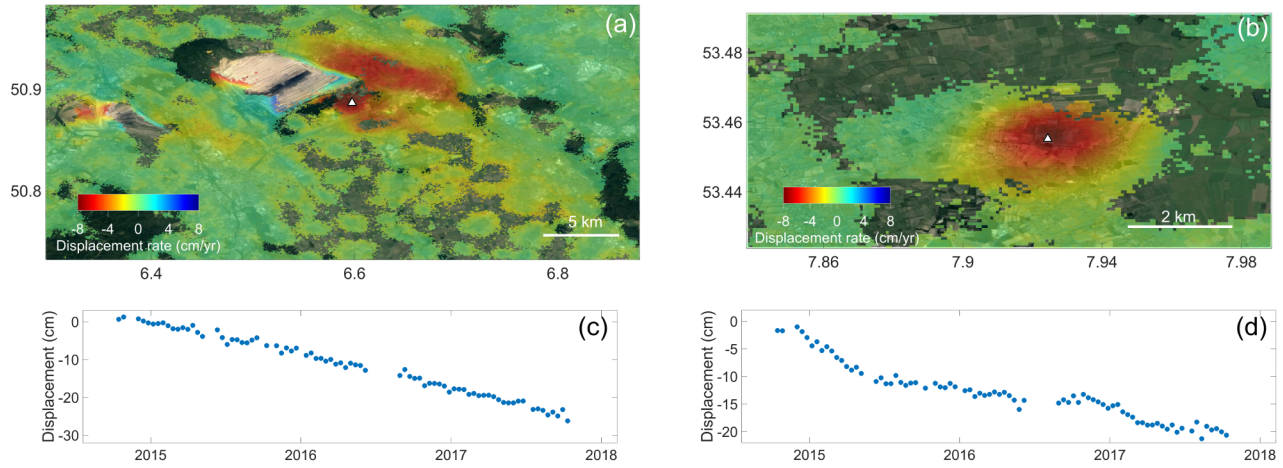 (a)
50.9
50.8
-8 -4 0 4 8
Displacement rate (cm/yr)
5 km
6.4 6.6 6.8
(b)
53.48
53.46
53.44
-8 -4 0 4 8
Displacement rate (cm/yr)
2 km
7.86 7.9 7.94 7.98
(c)
Displacement (cm)
0
-10
-20
-30
2015 2016 2017 2018
(d)
Displacement (cm)
0
-5
-10
-15
-20
2015 2016 2017 2018